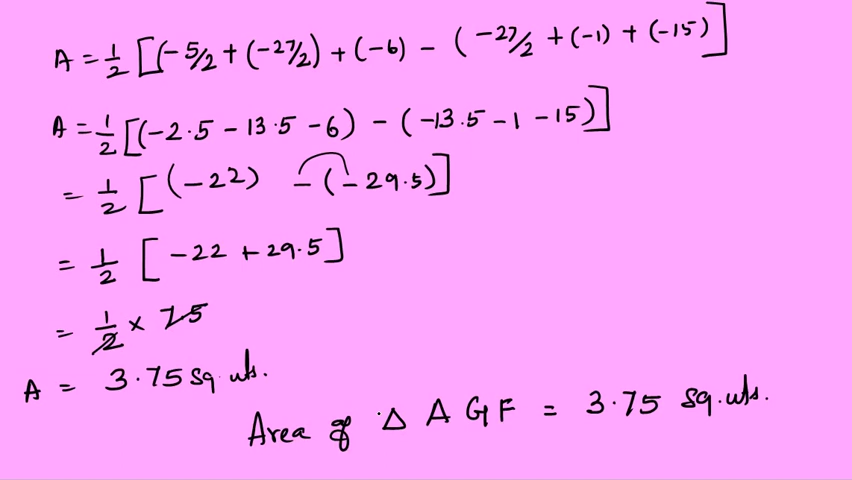 A = 1/2 [(-5/2 + (-27/2) + (-6) - (-27/2 + (-1) + (-15)]
A = 1/2 [(-2.5 - 13.5 - 6) - (-13.5 - 1 - 15)]
= 1/2 [(-22) - (-29.5)]
= 1/2 [-22 + 29.5]
= 1/2 × 7.5
A = 3.75 sq.uts.
Area of △ AGF = 3.75 sq.uts.